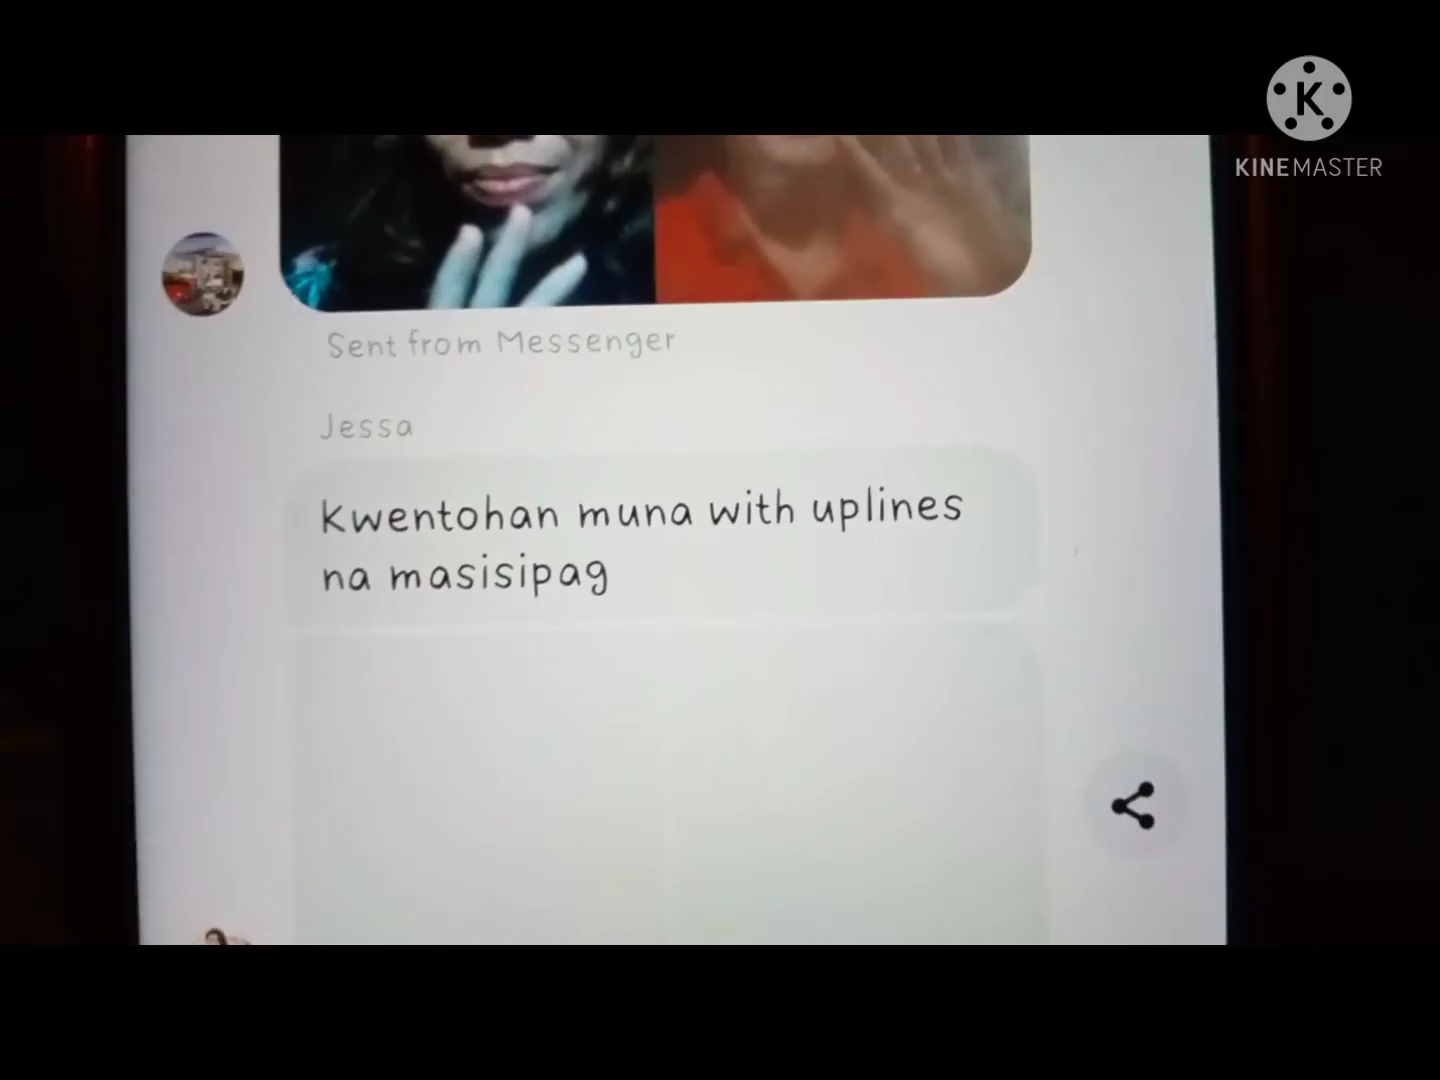 K
KINEMASTER
Sent from Messenger
Jessa
Kwentohan muna with uplines
na masisipag